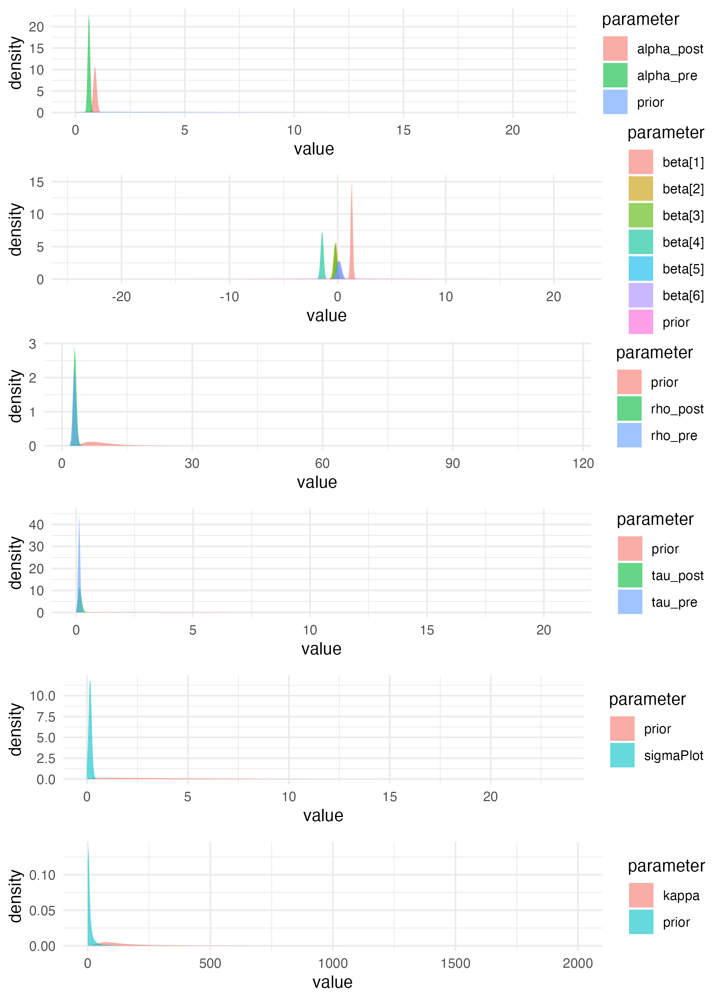 density
20
15
10
5
0
0 5 10 15 20
value
parameter
alpha_post
alpha_pre
prior
density
15
10
5
0
-20 -10 0 10 20
value
parameter
beta[1]
beta[2]
beta[3]
beta[4]
beta[5]
beta[6]
prior
density
3
2
1
0
0 30 60 90 120
value
parameter
prior
rho_post
rho_pre
density
40
30
20
10
0
0 5 10 15 20
value
parameter
prior
tau_post
tau_pre
density
10.0
7.5
5.0
2.5
0.0
0 5 10 15 20
value
parameter
prior
sigmaPlot
density
0.10
0.05
0.00
0 500 1000 1500 2000
value
parameter
kappa
prior